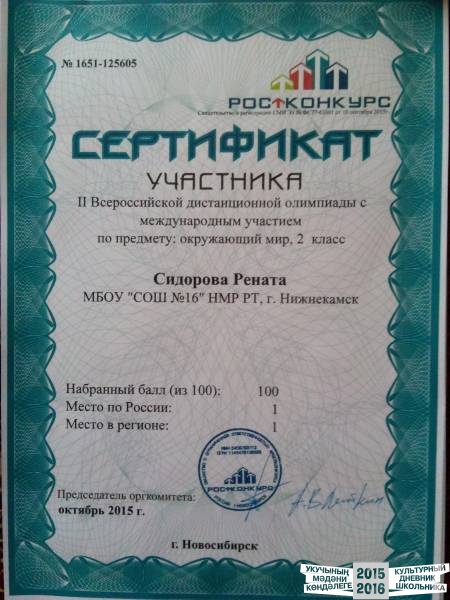 № 1651-125605
РОСТКОНКУРС
СЕРТИФИКАТ
УЧАСТНИКА
II Всероссийской дистанционной олимпиады с
международным участием
по предмету: окружающий мир, 2 класс
Сидорова Рената
МБОУ "СОШ №16" НМР РТ, г. Нижнекамск
Набранный балл (из 100): 100
Место по России: 1
Место в регионе: 1
РОСТКОНКУРС
Председатель оргкомитета:
октябрь 2015 г.
г. Новосибирск
УКУЧЫНЫҢ
МӘДӘНИ
КӨНДӘЛЕГЕ
2015
2016
КУЛЬТУРНЫЙ
ДНЕВНИК
ШКОЛЬНИКА